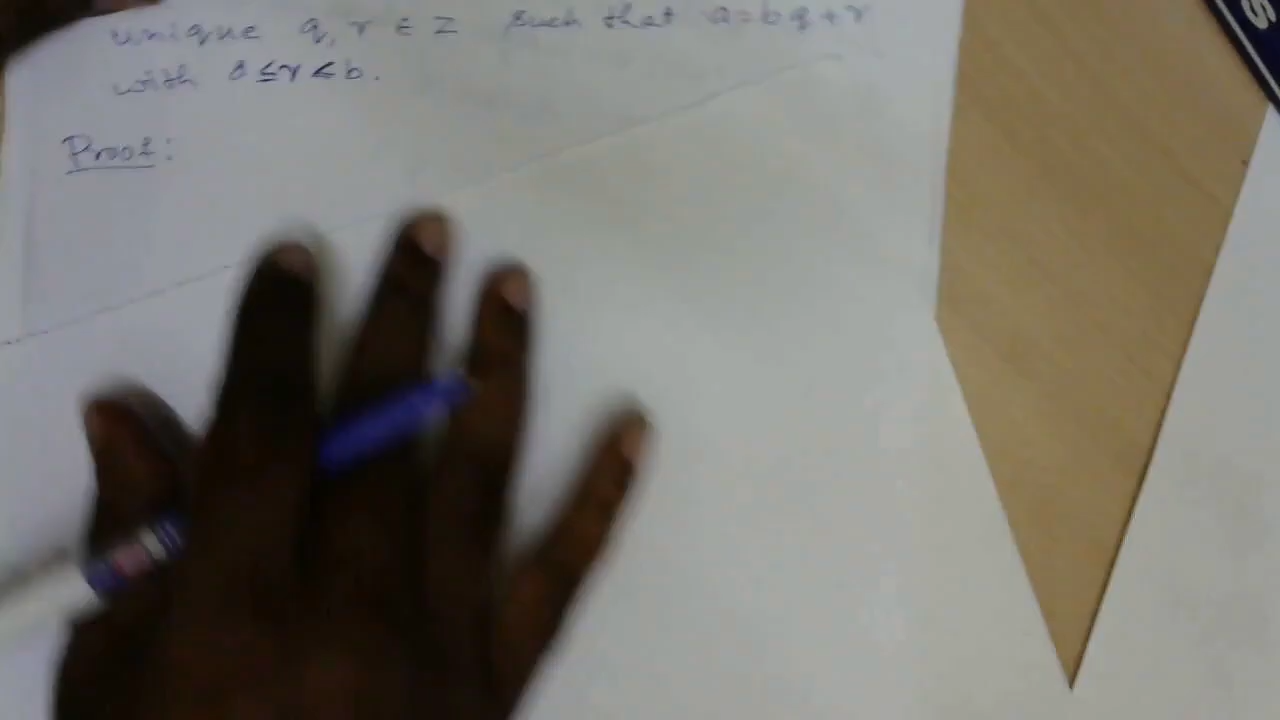 unique q, r ∈ Z such that a=bq+r
with 0≤r<b.
Proof:
S